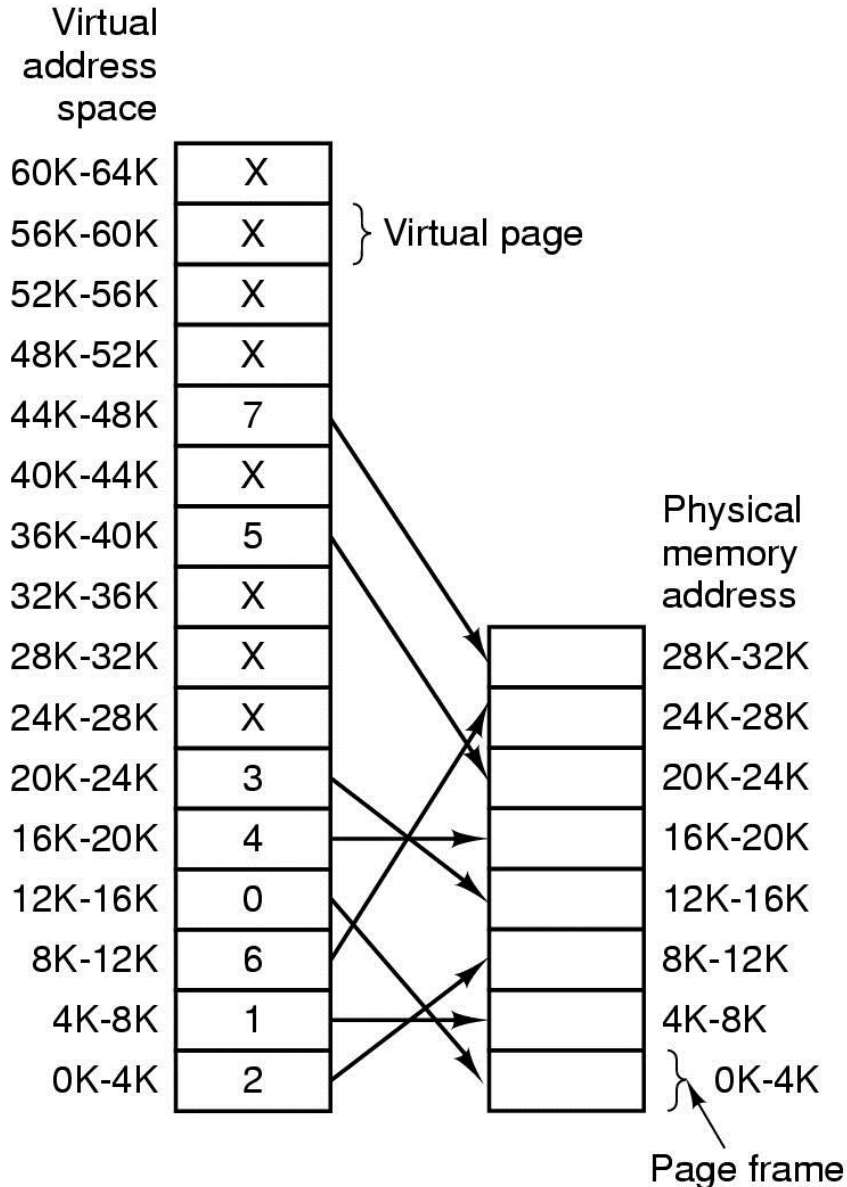 Virtual
address
space
60K-64K X
56K-60K X } Virtual page
52K-56K X
48K-52K X
44K-48K 7
40K-44K X
36K-40K 5
32K-36K X
28K-32K X
24K-28K X
20K-24K 3
16K-20K 4
12K-16K 0
8K-12K 6
4K-8K 1
0K-4K 2
Physical
memory
address
28K-32K
24K-28K
20K-24K
16K-20K
12K-16K
8K-12K
4K-8K
0K-4K
Page frame